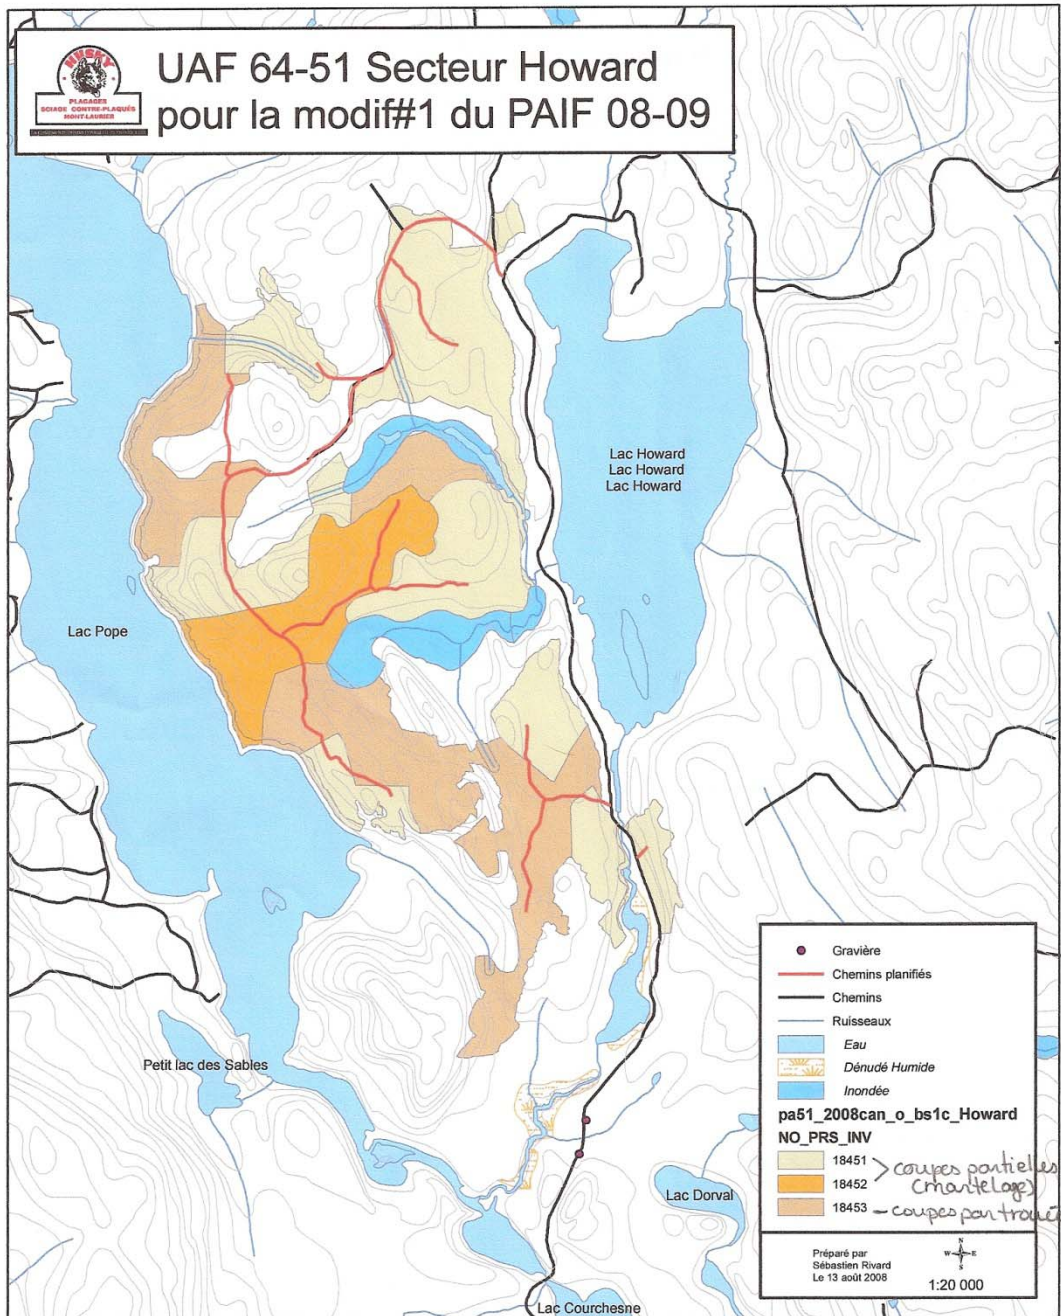 HUSKY
PLACAGES
SCIAGE CONTRE-PLAQUÉS
MONT-LAURIER
UAF 64-51 Secteur Howard
pour la modif#1 du PAIF 08-09
Lac Howard
Lac Howard
Lac Howard
Lac Pope
Petit lac des Sables
Lac Dorval
Lac Courchesne
Gravière
Chemins planifiés
Chemins
Ruisseaux
Eau
Dénudé Humide
Inondée
pa51_2008can_o_bs1c_Howard
NO_PRS_INV
18451 > coupes partielles
18452 (martelage)
18453 - coupes par trouée
Préparé par
Sébastien Rivard
Le 13 août 2008
N
W E
S
1:20 000